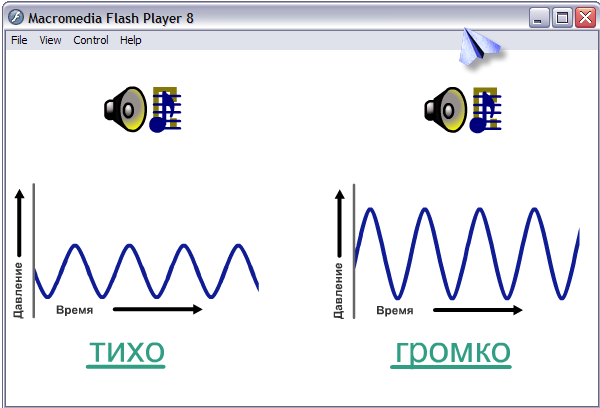 Macromedia Flash Player 8
File View Control Help
Давление
Время
тихо
Давление
Время
громко